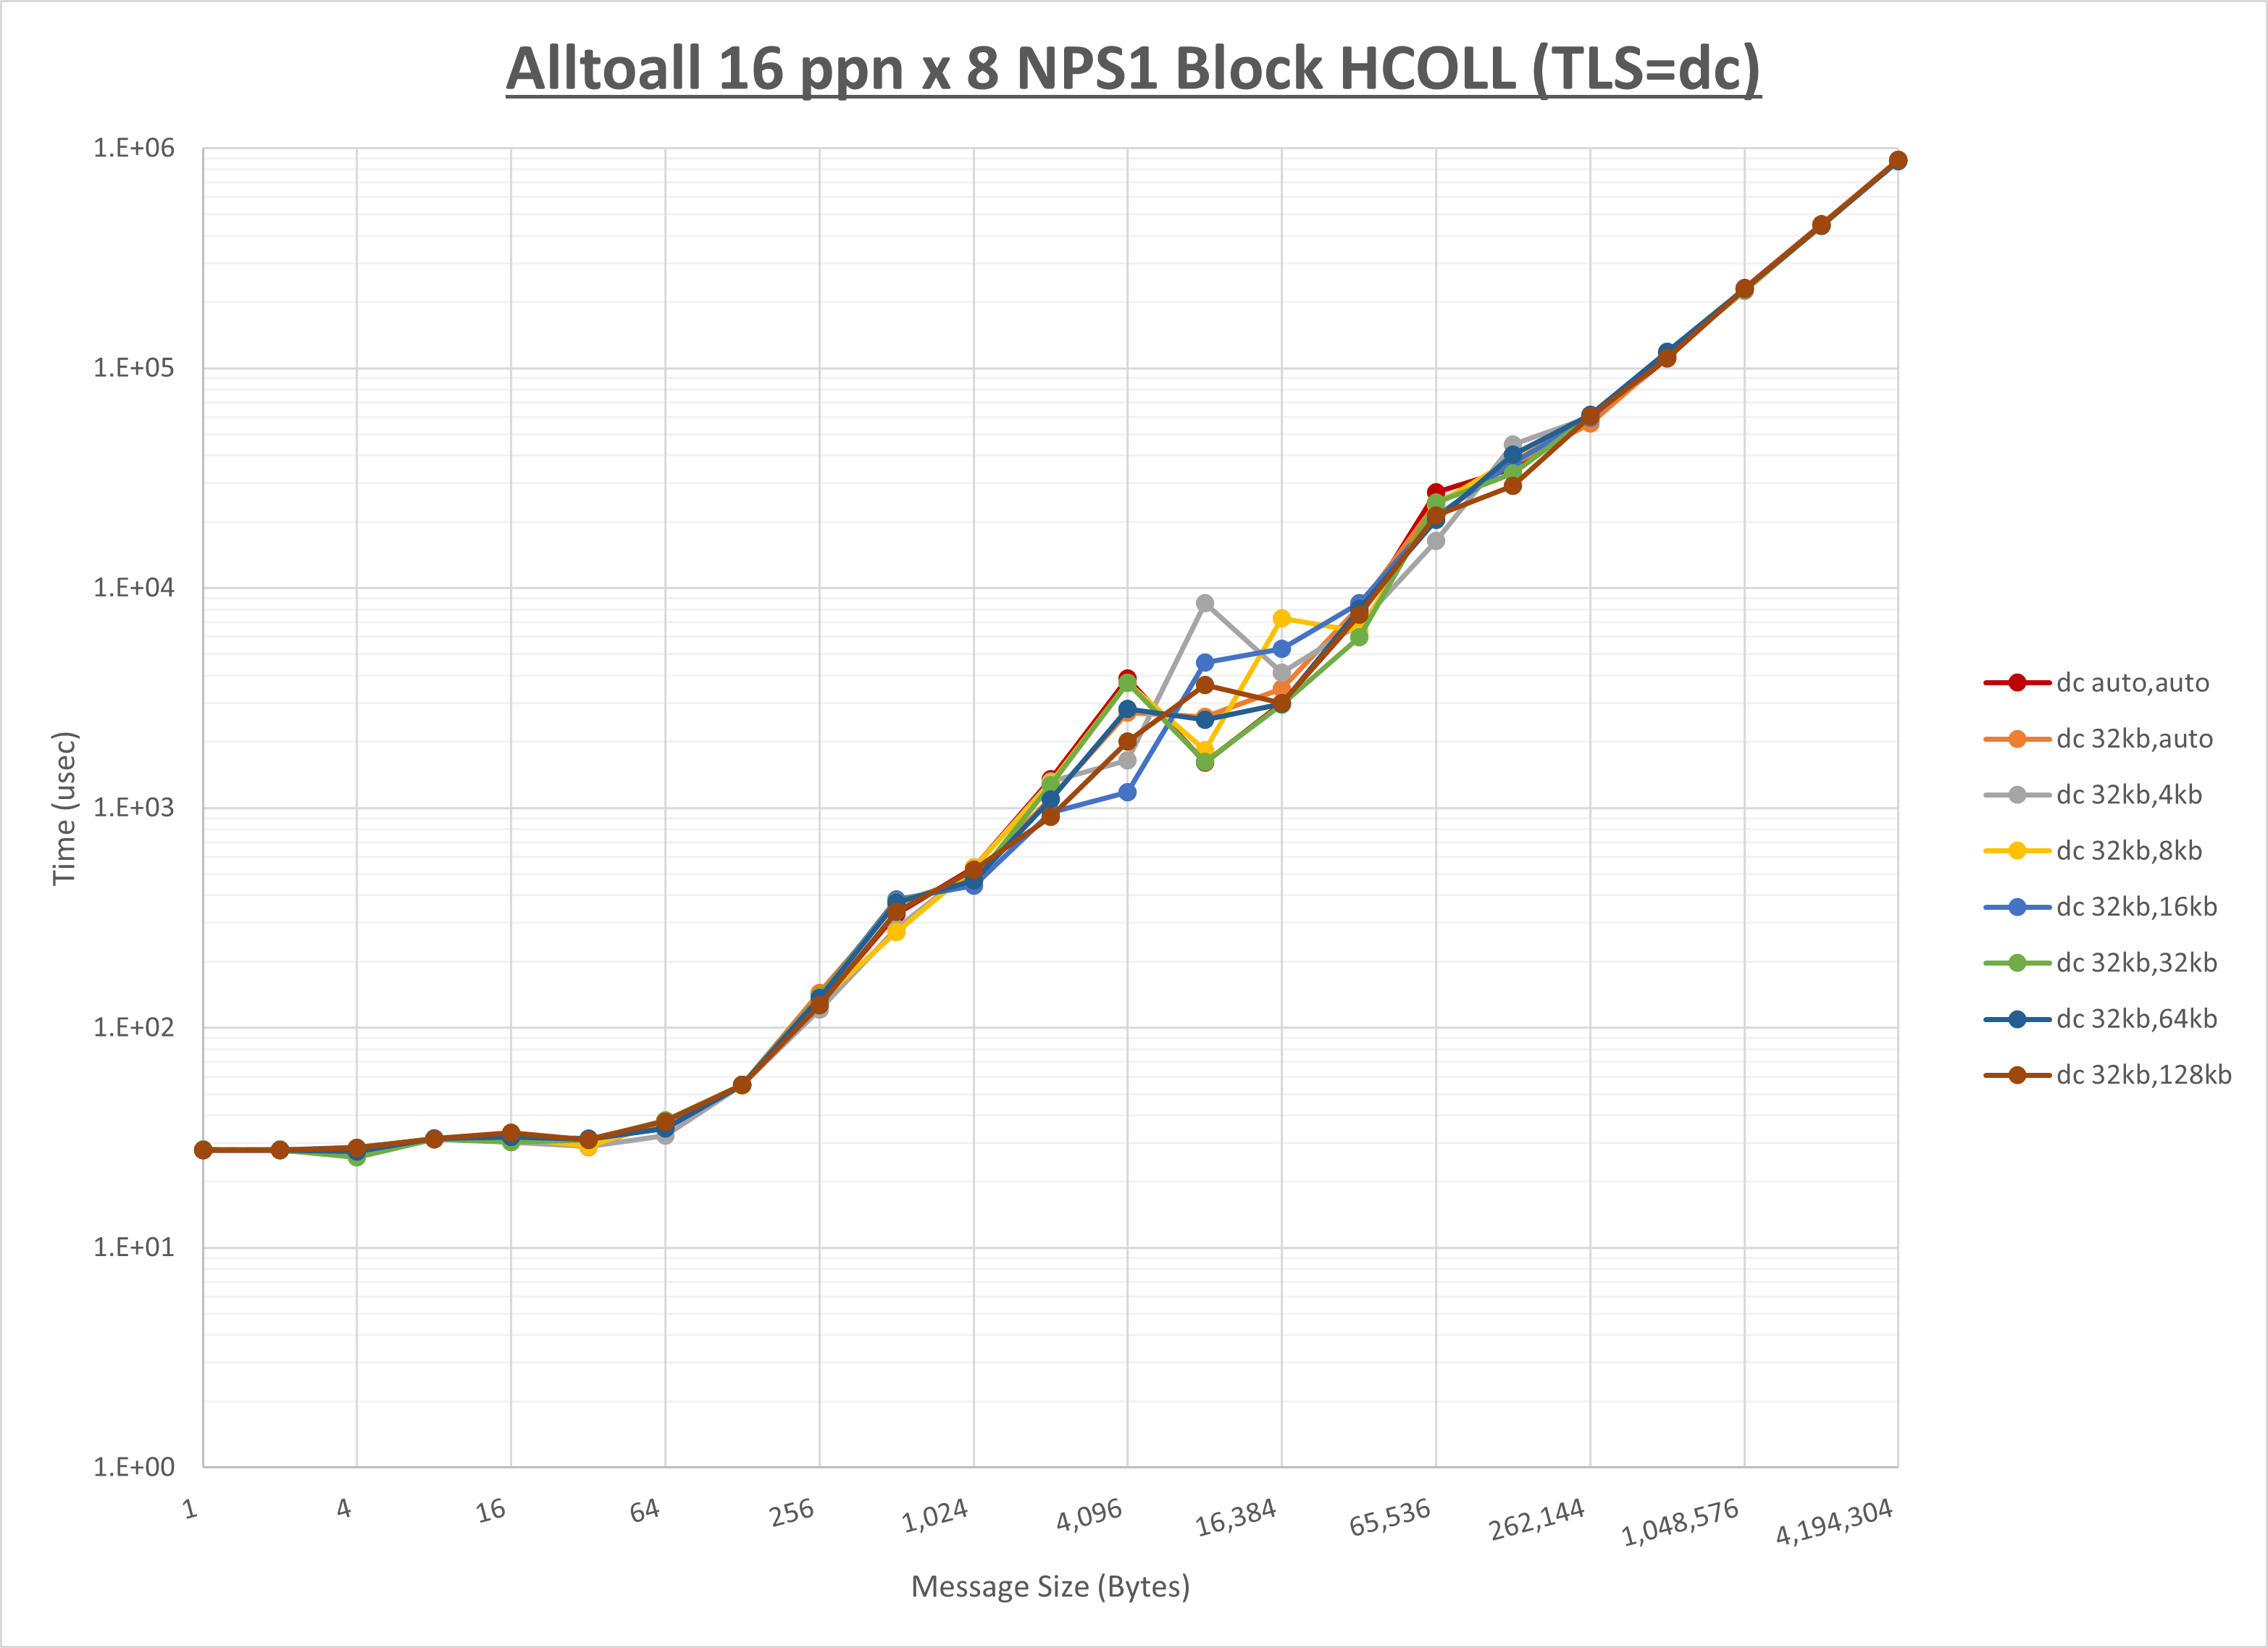 Alltoall 16 ppn x 8 NPS1 Block HCOLL (TLS=dc)
1.E+06
1.E+05
1.E+04
1.E+03
1.E+02
1.E+01
1.E+00
Time (usec)
1
4
16
64
256
1,024
4,096
16,384
65,536
262,144
1,048,576
4,194,304
Message Size (Bytes)
dc auto,auto
dc 32kb,auto
dc 32kb,4kb
dc 32kb,8kb
dc 32kb,16kb
dc 32kb,32kb
dc 32kb,64kb
dc 32kb,128kb